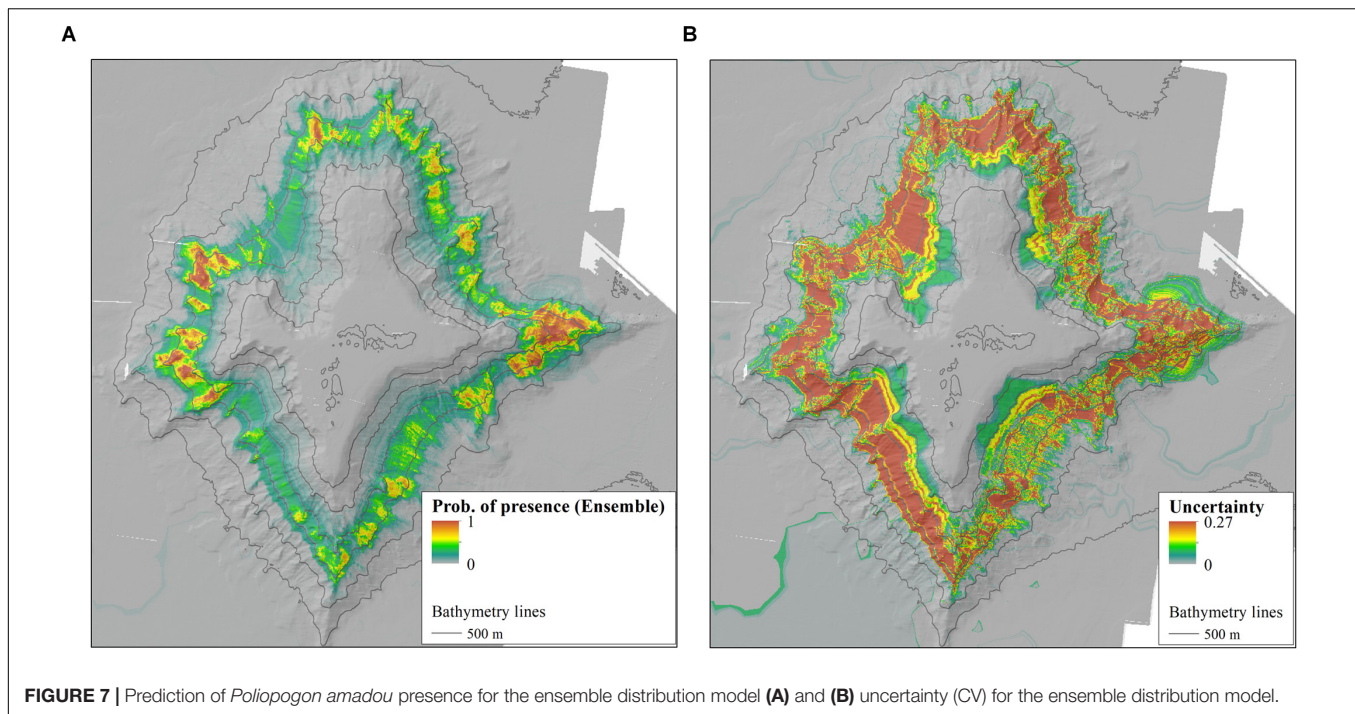 A
B
Prob. of presence (Ensemble)
1
0
Bathymetry lines
500 m
Uncertainty
0.27
0
Bathymetry lines
500 m
FIGURE 7 | Prediction of Poliopogon amadou presence for the ensemble distribution model (A) and (B) uncertainty (CV) for the ensemble distribution model.